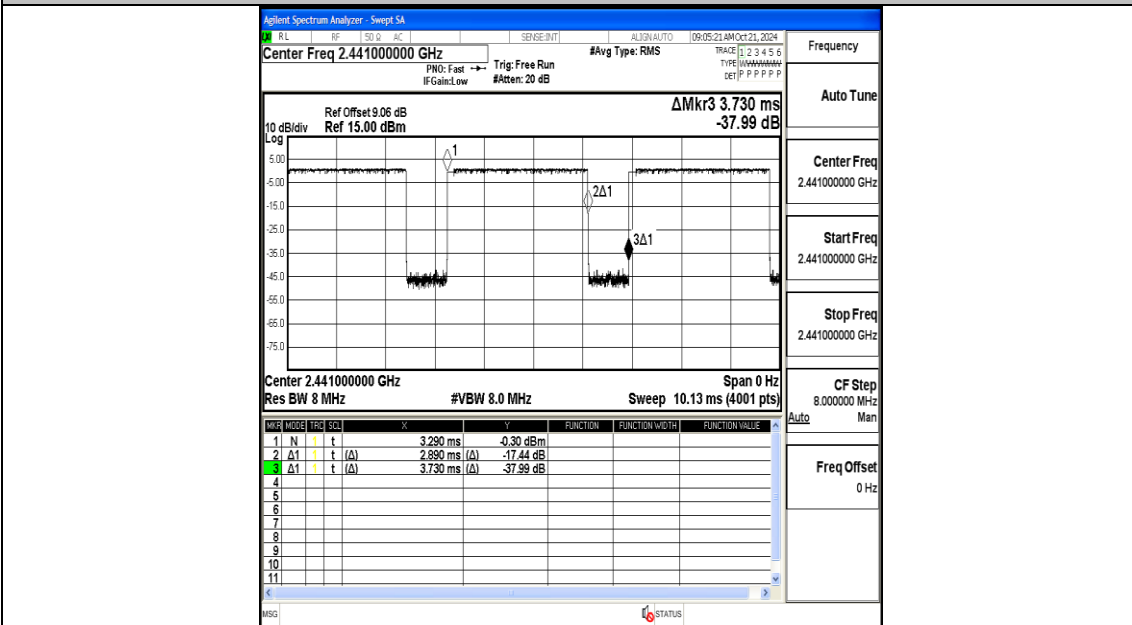 Agilent Spectrum Analyzer - Swept SA
RL RF 50 Ω AC SENSE:INT ALIGN AUTO 09:05:21 AM Oct 21, 2024
Center Freq 2.441000000 GHz #Avg Type: RMS TRACE 1 2 3 4 5 6
PNO: Fast Trig: Free Run TYPE
IFGain:Low #Atten: 20 dB DET P P P P P P
Frequency
Auto Tune
Center Freq
2.441000000 GHz
Start Freq
2.441000000 GHz
Stop Freq
2.441000000 GHz
CF Step
8.000000 MHz
Auto Man
Freq Offset
0 Hz
ΔMkr3 3.730 ms
-37.99 dB
Ref Offset 9.06 dB
10 dB/div Ref 15.00 dBm
Log
5.00
-5.00
-15.0
-25.0
-35.0
-45.0
-55.0
-65.0
-75.0
1
2Δ1
3Δ1
Center 2.441000000 GHz Span 0 Hz
Res BW 8 MHz #VBW 8.0 MHz Sweep 10.13 ms (4001 pts)
MKR MODE TRC SCL X Y FUNCTION FUNCTION WIDTH FUNCTION VALUE
1 N 1 t 3.290 ms -0.30 dBm
2 Δ1 1 t (Δ) 2.890 ms (Δ) -17.44 dB
3 Δ1 1 t (Δ) 3.730 ms (Δ) -37.99 dB
4
5
6
7
8
9
10
11
MSG STATUS